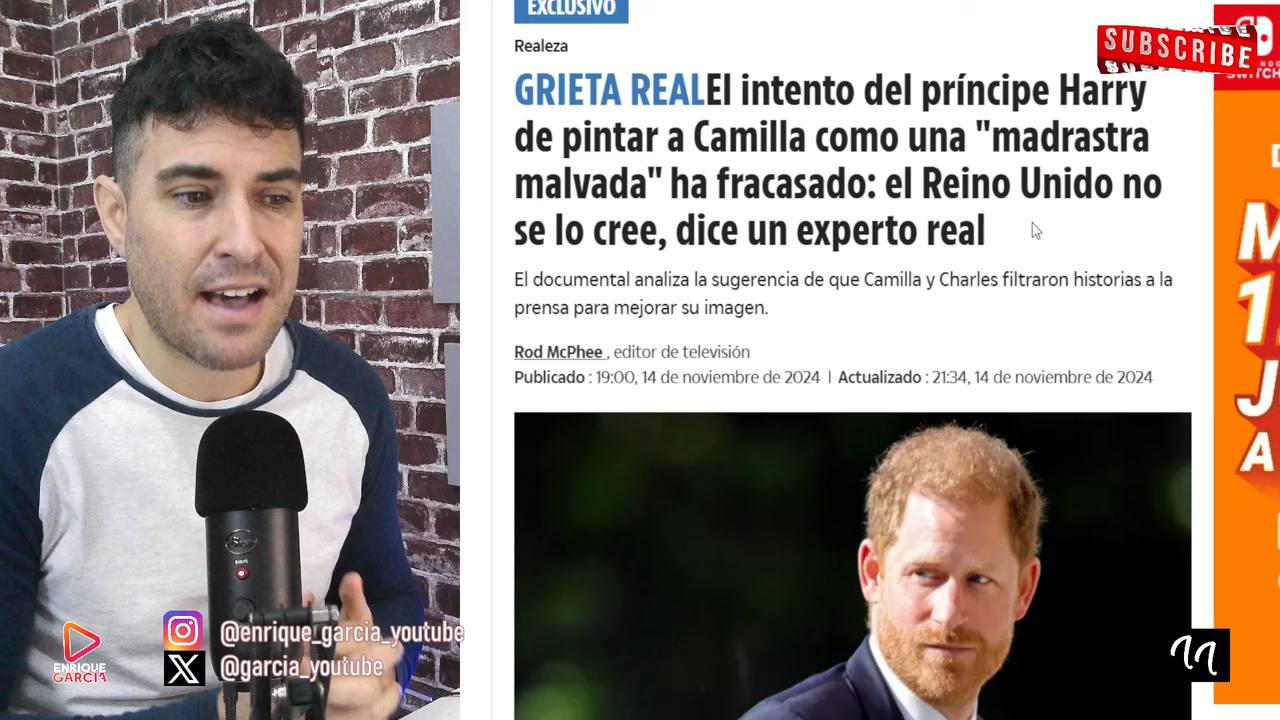 EXCLUSIVO
SUBSCRIBE
Realeza
GRIETA REALEl intento del príncipe Harry
de pintar a Camilla como una "madrastra
malvada" ha fracasado: el Reino Unido no
se lo cree, dice un experto real
El documental analiza la sugerencia de que Camilla y Charles filtraron historias a la
prensa para mejorar su imagen.
Rod McPhee , editor de televisión
Publicado : 19:00, 14 de noviembre de 2024 | Actualizado : 21:34, 14 de noviembre de 2024
@enrique_garcia_youtube
@garcia_youtube
ENRIQUE
GARCIA